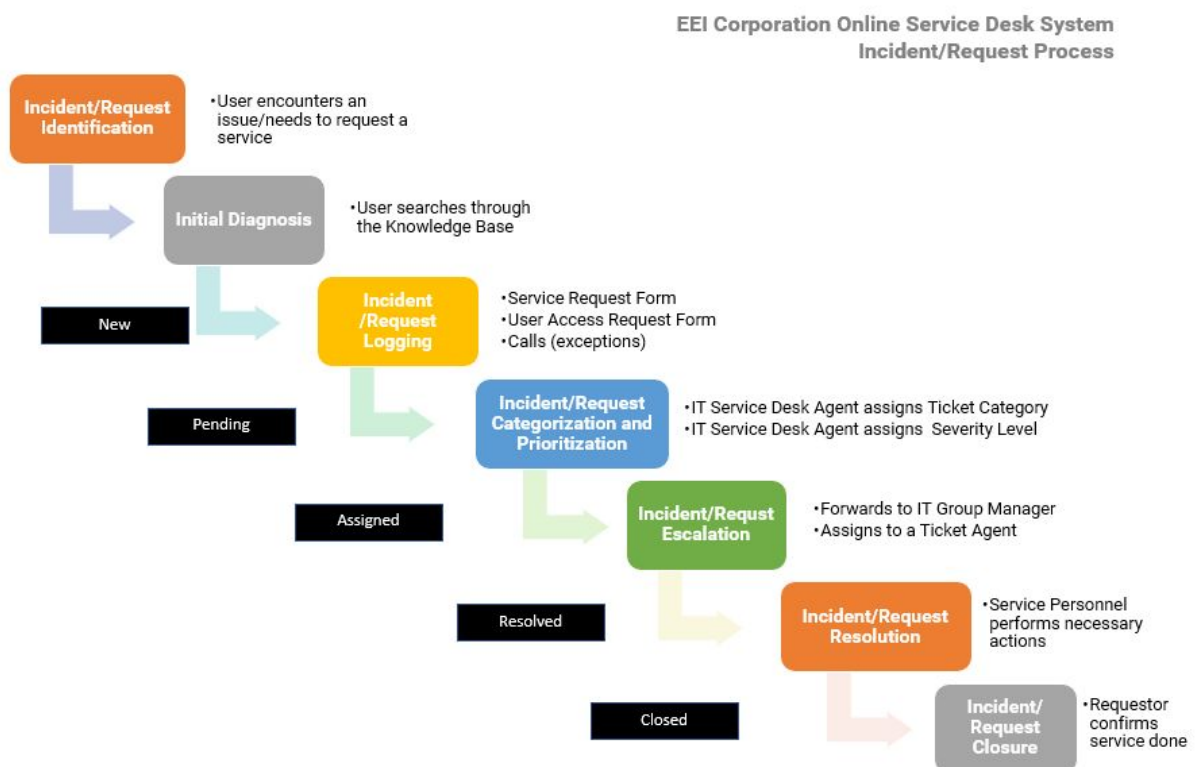 EEI Corporation Online Service Desk System
Incident/Request Process
Incident/Request
Identification
•User encounters an
issue/needs to request a
service
Initial Diagnosis
•User searches through
the Knowledge Base
New
Incident
/Request
Logging
•Service Request Form
•User Access Request Form
•Calls (exceptions)
Pending
Incident/Request
Categorization and
Prioritization
•IT Service Desk Agent assigns Ticket Category
•IT Service Desk Agent assigns Severity Level
Assigned
Incident/Requst
Escalation
•Forwards to IT Group Manager
•Assigns to a Ticket Agent
Resolved
Incident/Request
Resolution
•Service Personnel
performs necessary
actions
Closed
Incident/
Request
Closure
•Requestor
confirms
service done